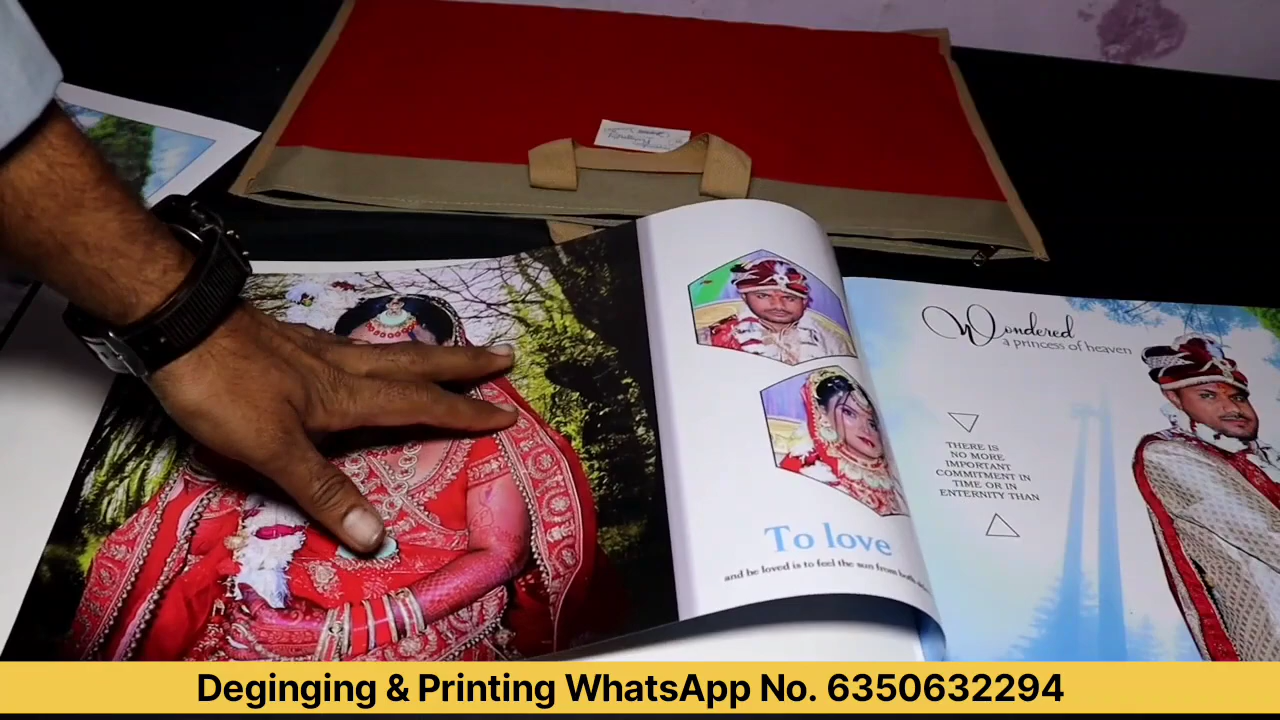 Wondered
a princess of heaven
THERE IS
NO MORE
IMPORTANT
COMMITMENT IN
TIME OR IN
ENTERNITY THAN
To love
and be loved is to feel the sun from both
Deginging & Printing WhatsApp No. 6350632294